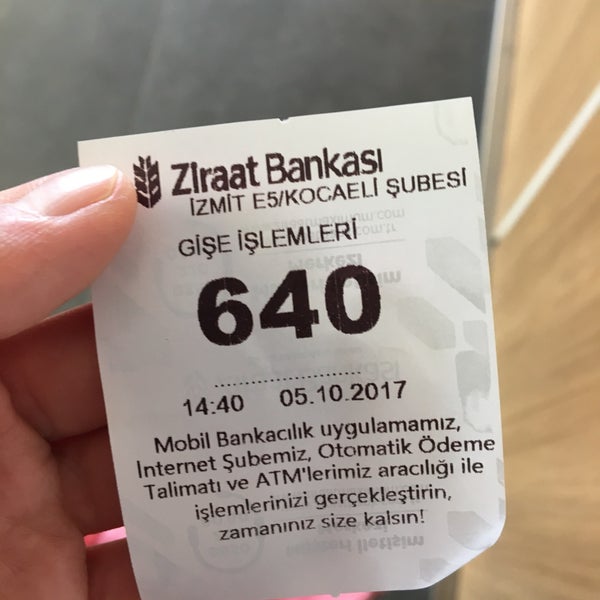 Ziraat Bankası
İZMİT E5/KOCAELİ ŞUBESİ
GİŞE İŞLEMLERİ
640
....................
14:40 05.10.2017
Mobil Bankacılık uygulamamız,
İnternet Şubemiz, Otomatik Ödeme
Talimatı ve ATM'lerimiz aracılığı ile
işlemlerinizi gerçekleştirin,
zamanınız size kalsın!